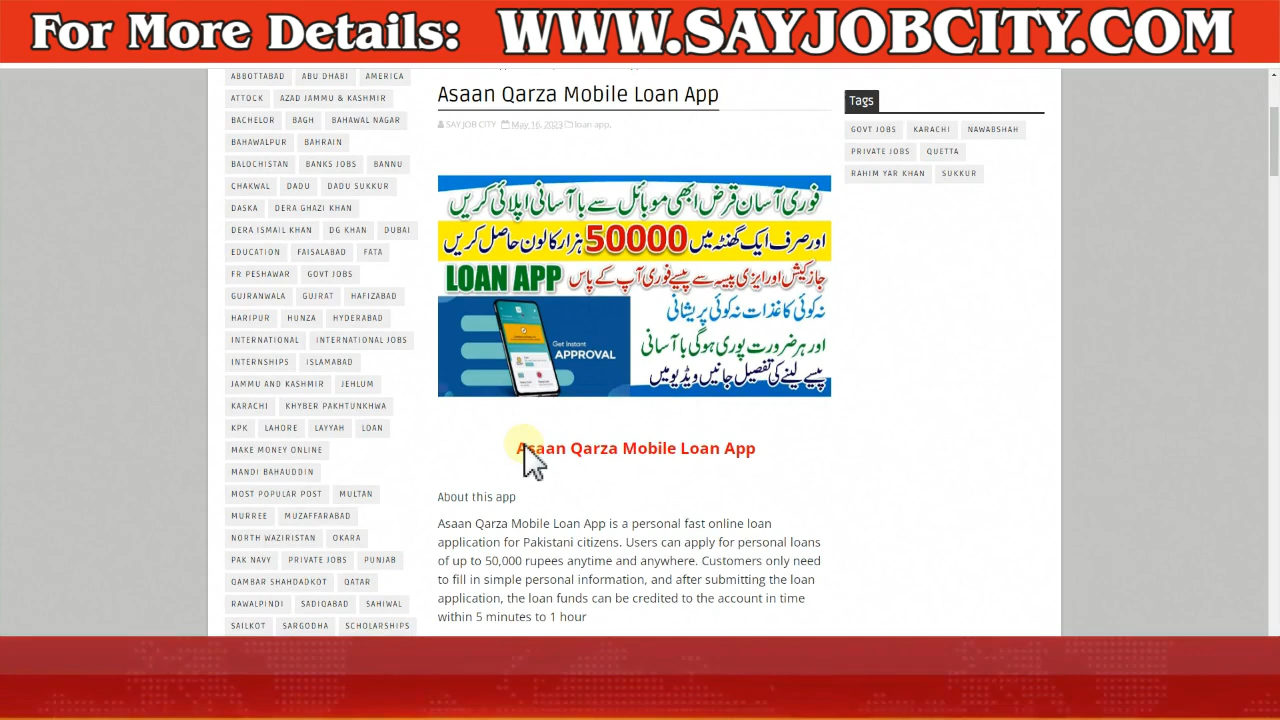 For More Details: WWW.SAYJOBCITY.COM
ABBOTTABAD ABU DHABI AMERICA
ATTOCK AZAD JAMMU & KASHMIR
BACHELOR BAGH BAHAWAL NAGAR
BAHAWALPUR BAHRAIN
BALOCHISTAN BANKS JOBS BANNU
CHAKWAL DADU DADU SUKKUR
DASKA DERA GHAZI KHAN
DERA ISMAIL KHAN DG KHAN DUBAI
EDUCATION FAISALABAD FATA
FR PESHAWAR GOVT JOBS
GUJRANWALA GUJRAT HAFIZABAD
HARIPUR HUNZA HYDERABAD
INTERNATIONAL INTERNATIONAL JOBS
INTERNSHIPS ISLAMABAD
JAMMU AND KASHMIR JEHLUM
KARACHI KHYBER PAKHTUNKHWA
KPK LAHORE LAYYAH LOAN
MAKE MONEY ONLINE
MANDI BAHAUDDIN
MOST POPULAR POST MULTAN
MURREE MUZAFFARABAD
NORTH WAZIRISTAN OKARA
PAK NAVY PRIVATE JOBS PUNJAB
QAMBAR SHAHDADKOT QATAR
RAWALPINDI SADIQABAD SAHIWAL
SAILKOT SARGODHA SCHOLARSHIPS
Asaan Qarza Mobile Loan App
SAY JOB CITY May 16, 2023 loan app,
فوری آسان قرض ابھی موبائل سے با آسانی اپلائی کریں
اور صرف ایک گھنٹہ میں 50000 ہزار کا لون حاصل کریں
جاز کیش اور ایزی پیسہ سے پیسے فوری آپ کے پاس LOAN APP
نہ کوئی کاغذات نہ کوئی پریشانی
اور ہر ضرورت پوری ہوگی با آسانی
پیسے لینے کی تفصیل جانیں ویڈیو میں
Get Instant
APPROVAL
Asaan Qarza Mobile Loan App
About this app
Asaan Qarza Mobile Loan App is a personal fast online loan
application for Pakistani citizens. Users can apply for personal loans
of up to 50,000 rupees anytime and anywhere. Customers only need
to fill in simple personal information, and after submitting the loan
application, the loan funds can be credited to the account in time
within 5 minutes to 1 hour
Tags
GOVT JOBS KARACHI NAWABSHAH
PRIVATE JOBS QUETTA
RAHIM YAR KHAN SUKKUR